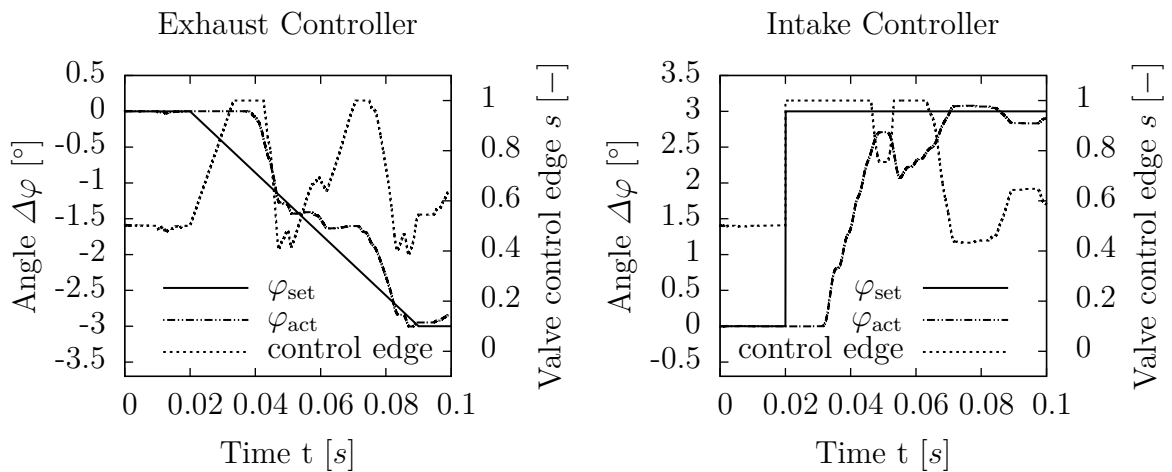 Exhaust Controller
Angle Δφ [°]
0.5
0
-0.5
-1
-1.5
-2
-2.5
-3
-3.5
φset
φact
control edge
1
0.8
0.6
0.4
0.2
0
Valve control edge s [−]
0 0.02 0.04 0.06 0.08 0.1
Time t [s]
Intake Controller
Angle Δφ [°]
3.5
3
2.5
2
1.5
1
0.5
0
-0.5
φset
φact
control edge
1
0.8
0.6
0.4
0.2
0
Valve control edge s [−]
0 0.02 0.04 0.06 0.08 0.1
Time t [s]